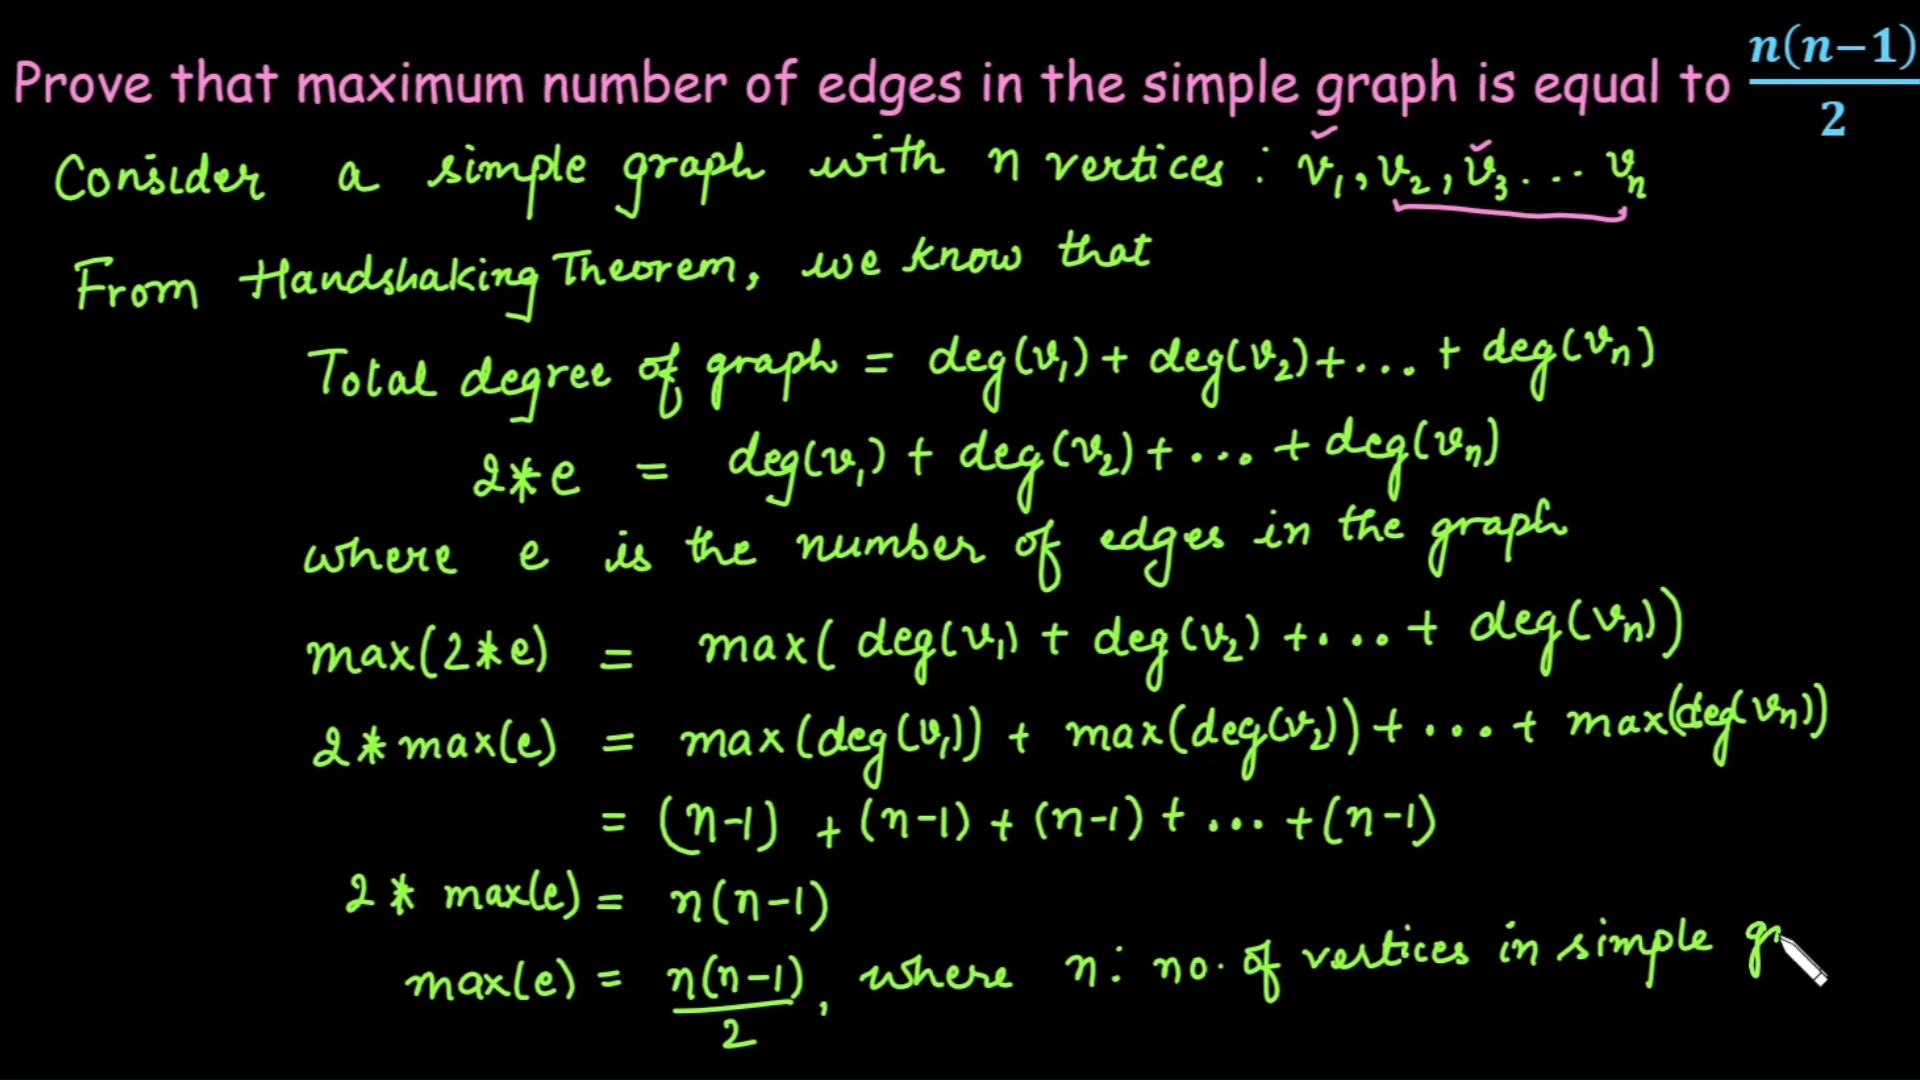 Prove that maximum number of edges in the simple graph is equal to n(n−1)/2
Consider a simple graph with n vertices : v₁, v₂, v₃ . ... vₙ
From Handshaking Theorem, we know that
Total degree of graph = deg(v₁) + deg(v₂) + ... + deg(vₙ)
2*e = deg(v₁) + deg(v₂) + ... + deg(vₙ)
where e is the number of edges in the graph
max(2*e) = max( deg(v₁) + deg(v₂) + ... + deg(vₙ))
2*max(e) = max(deg(v₁)) + max(deg(v₂)) + ... + max(deg(vₙ))
= (n-1) + (n-1) + (n-1) + ... + (n-1)
2* max(e) = n(n-1)
max(e) = n(n-1)/2, where n: no. of vertices in simple g